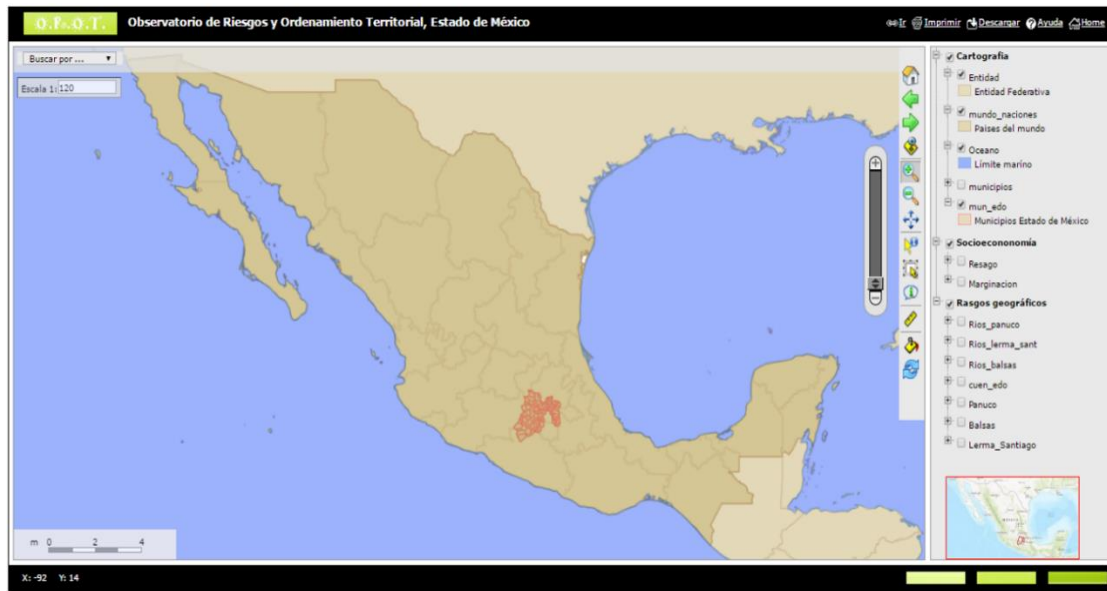 O.R.O.T.
Observatorio de Riesgos y Ordenamiento Territorial, Estado de México
Ir Imprimir Descargar Ayuda Home
Buscar por ...
Escala 1: 120
Cartografia
Entidad
Entidad Federativa
mundo_naciones
Paises del mundo
Oceano
Límite marino
municipios
mun_edo
Municipios Estado de México
Socioecononomía
Resago
Marginacion
Rasgos geográficos
Rios_panuco
Rios_lerma_sant
Rios_balsas
cuen_edo
Panuco
Balsas
Lerma_Santiago
m 0 2 4
X: -92 Y: 14